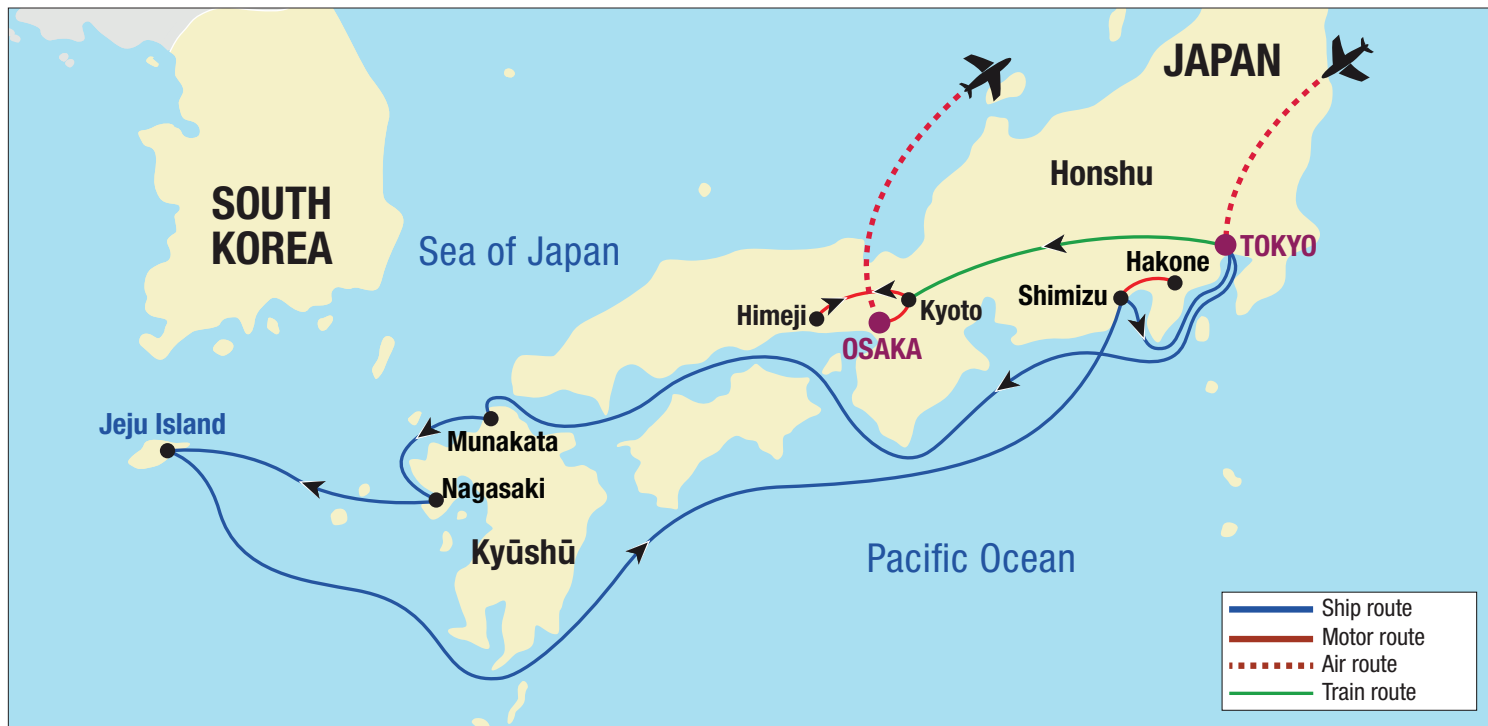 JAPAN
Honshu
SOUTH
KOREA
Sea of Japan
TOKYO
Hakone
Shimizu
Kyoto
Himeji
OSAKA
Jeju Island
Munakata
Nagasaki
Kyūshū
Pacific Ocean
Ship route
Motor route
Air route
Train route